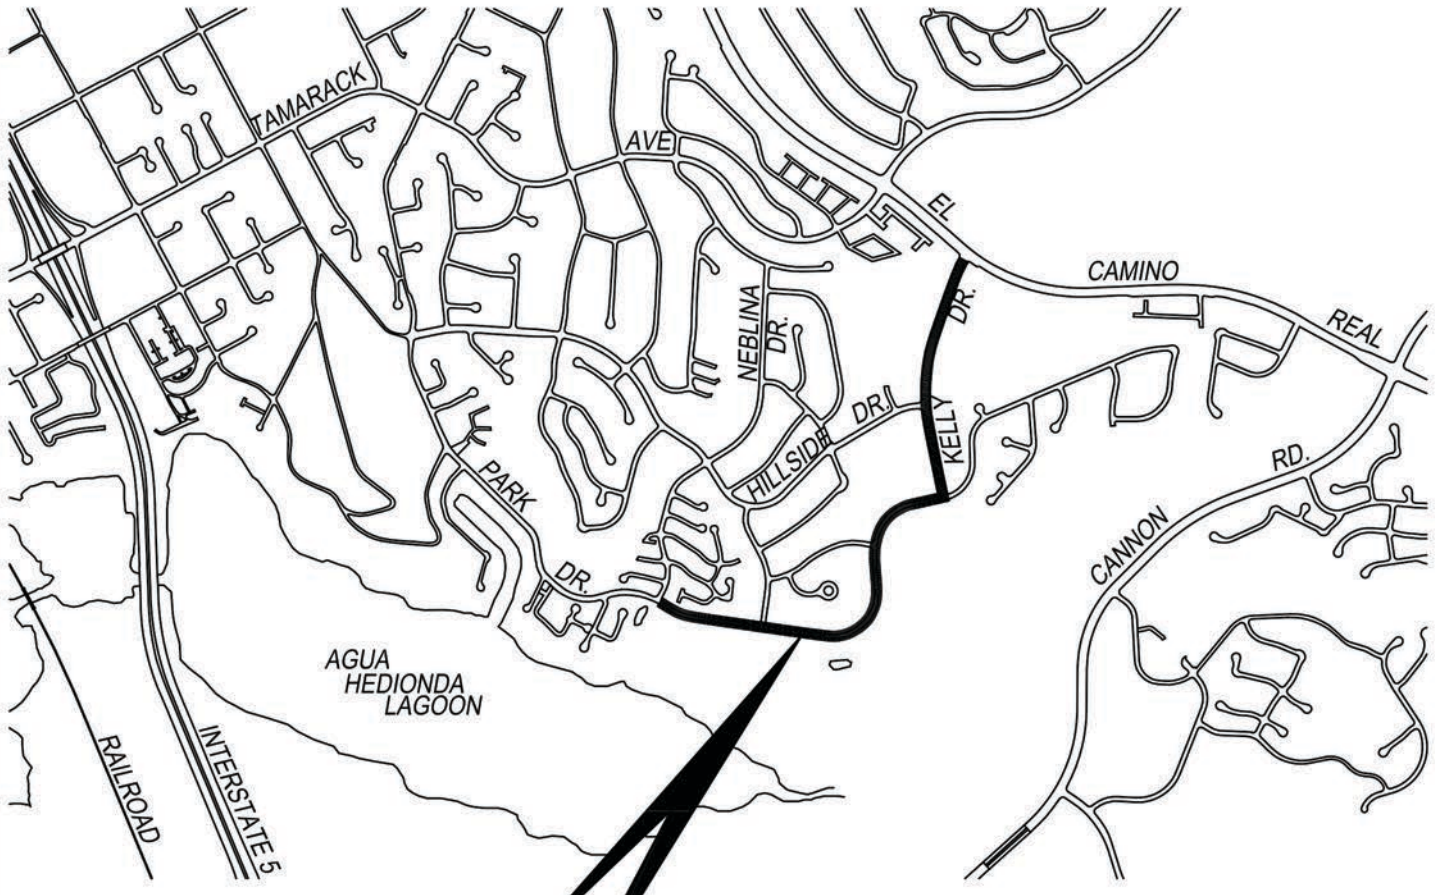 TAMARACK
AVE
EL
CAMINO
REAL
NEBLINA
DR.
DR.
KELLY
HILLSIDE
DR.
PARK
DR.
CANNON
RD.
AGUA
HEDIONDA
LAGOON
RAILROAD
INTERSTATE 5